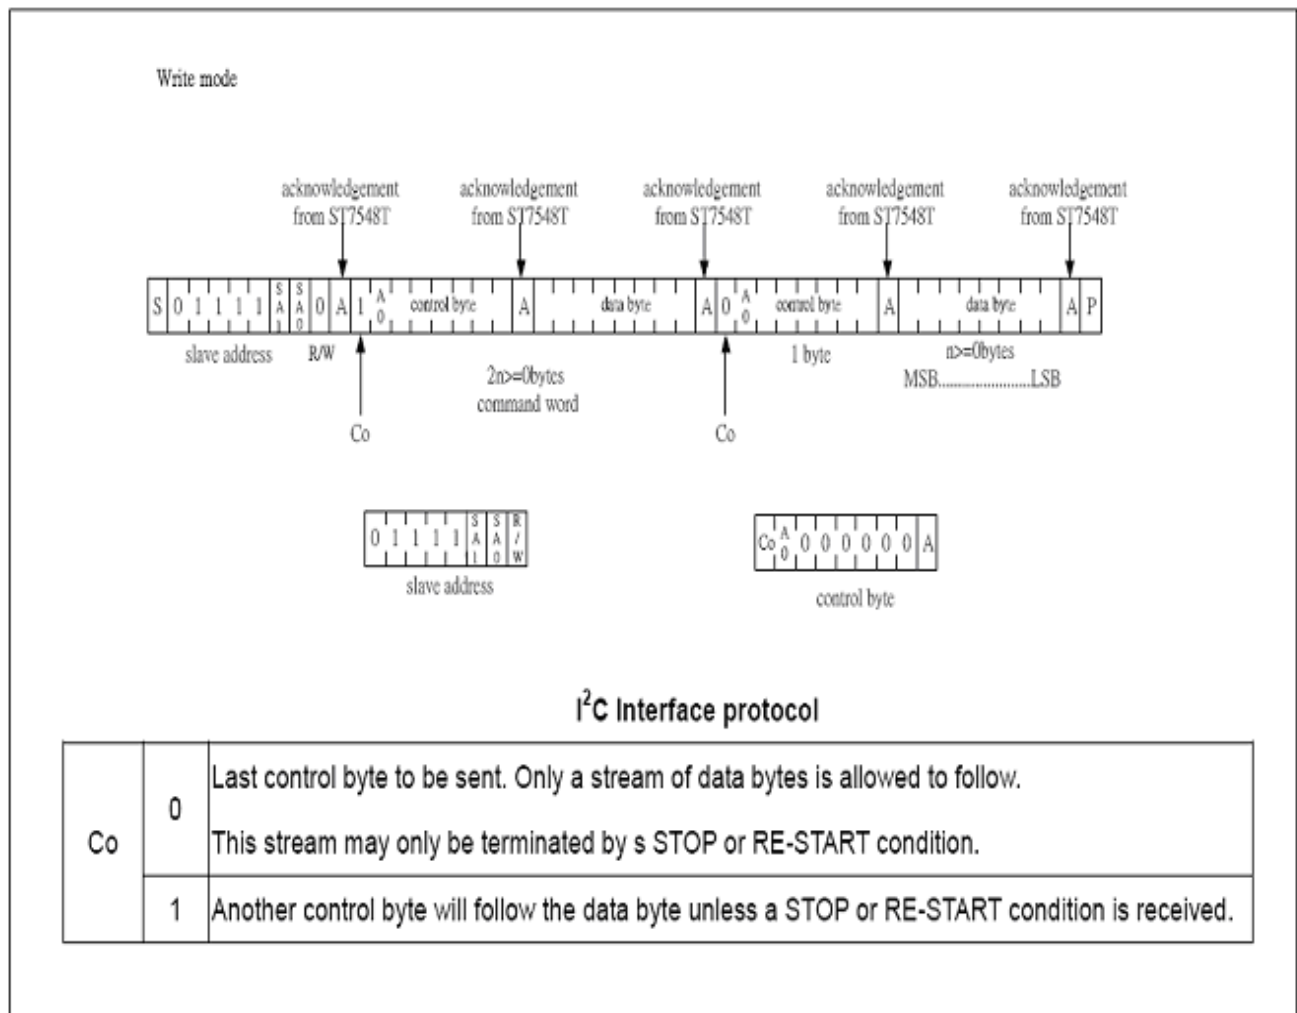 Write mode
acknowledgement acknowledgement acknowledgement acknowledgement acknowledgement
from ST7548T from ST7548T from ST7548T from ST7548T from ST7548T
S 0 1 1 1 1 SA1 SA0 0 A 1 A0 control byte A data byte A 0 A0 control byte A data byte A P
slave address R/W 1 byte n>=0bytes
2n>=0bytes MSB.........................LSB
command word
Co Co
0 1 1 1 1 SA1 SA0 R/W Co A0 0 0 0 0 0 0 A
slave address control byte
I²C Interface protocol
Co 0 Last control byte to be sent. Only a stream of data bytes is allowed to follow.
This stream may only be terminated by s STOP or RE-START condition.
1 Another control byte will follow the data byte unless a STOP or RE-START condition is received.